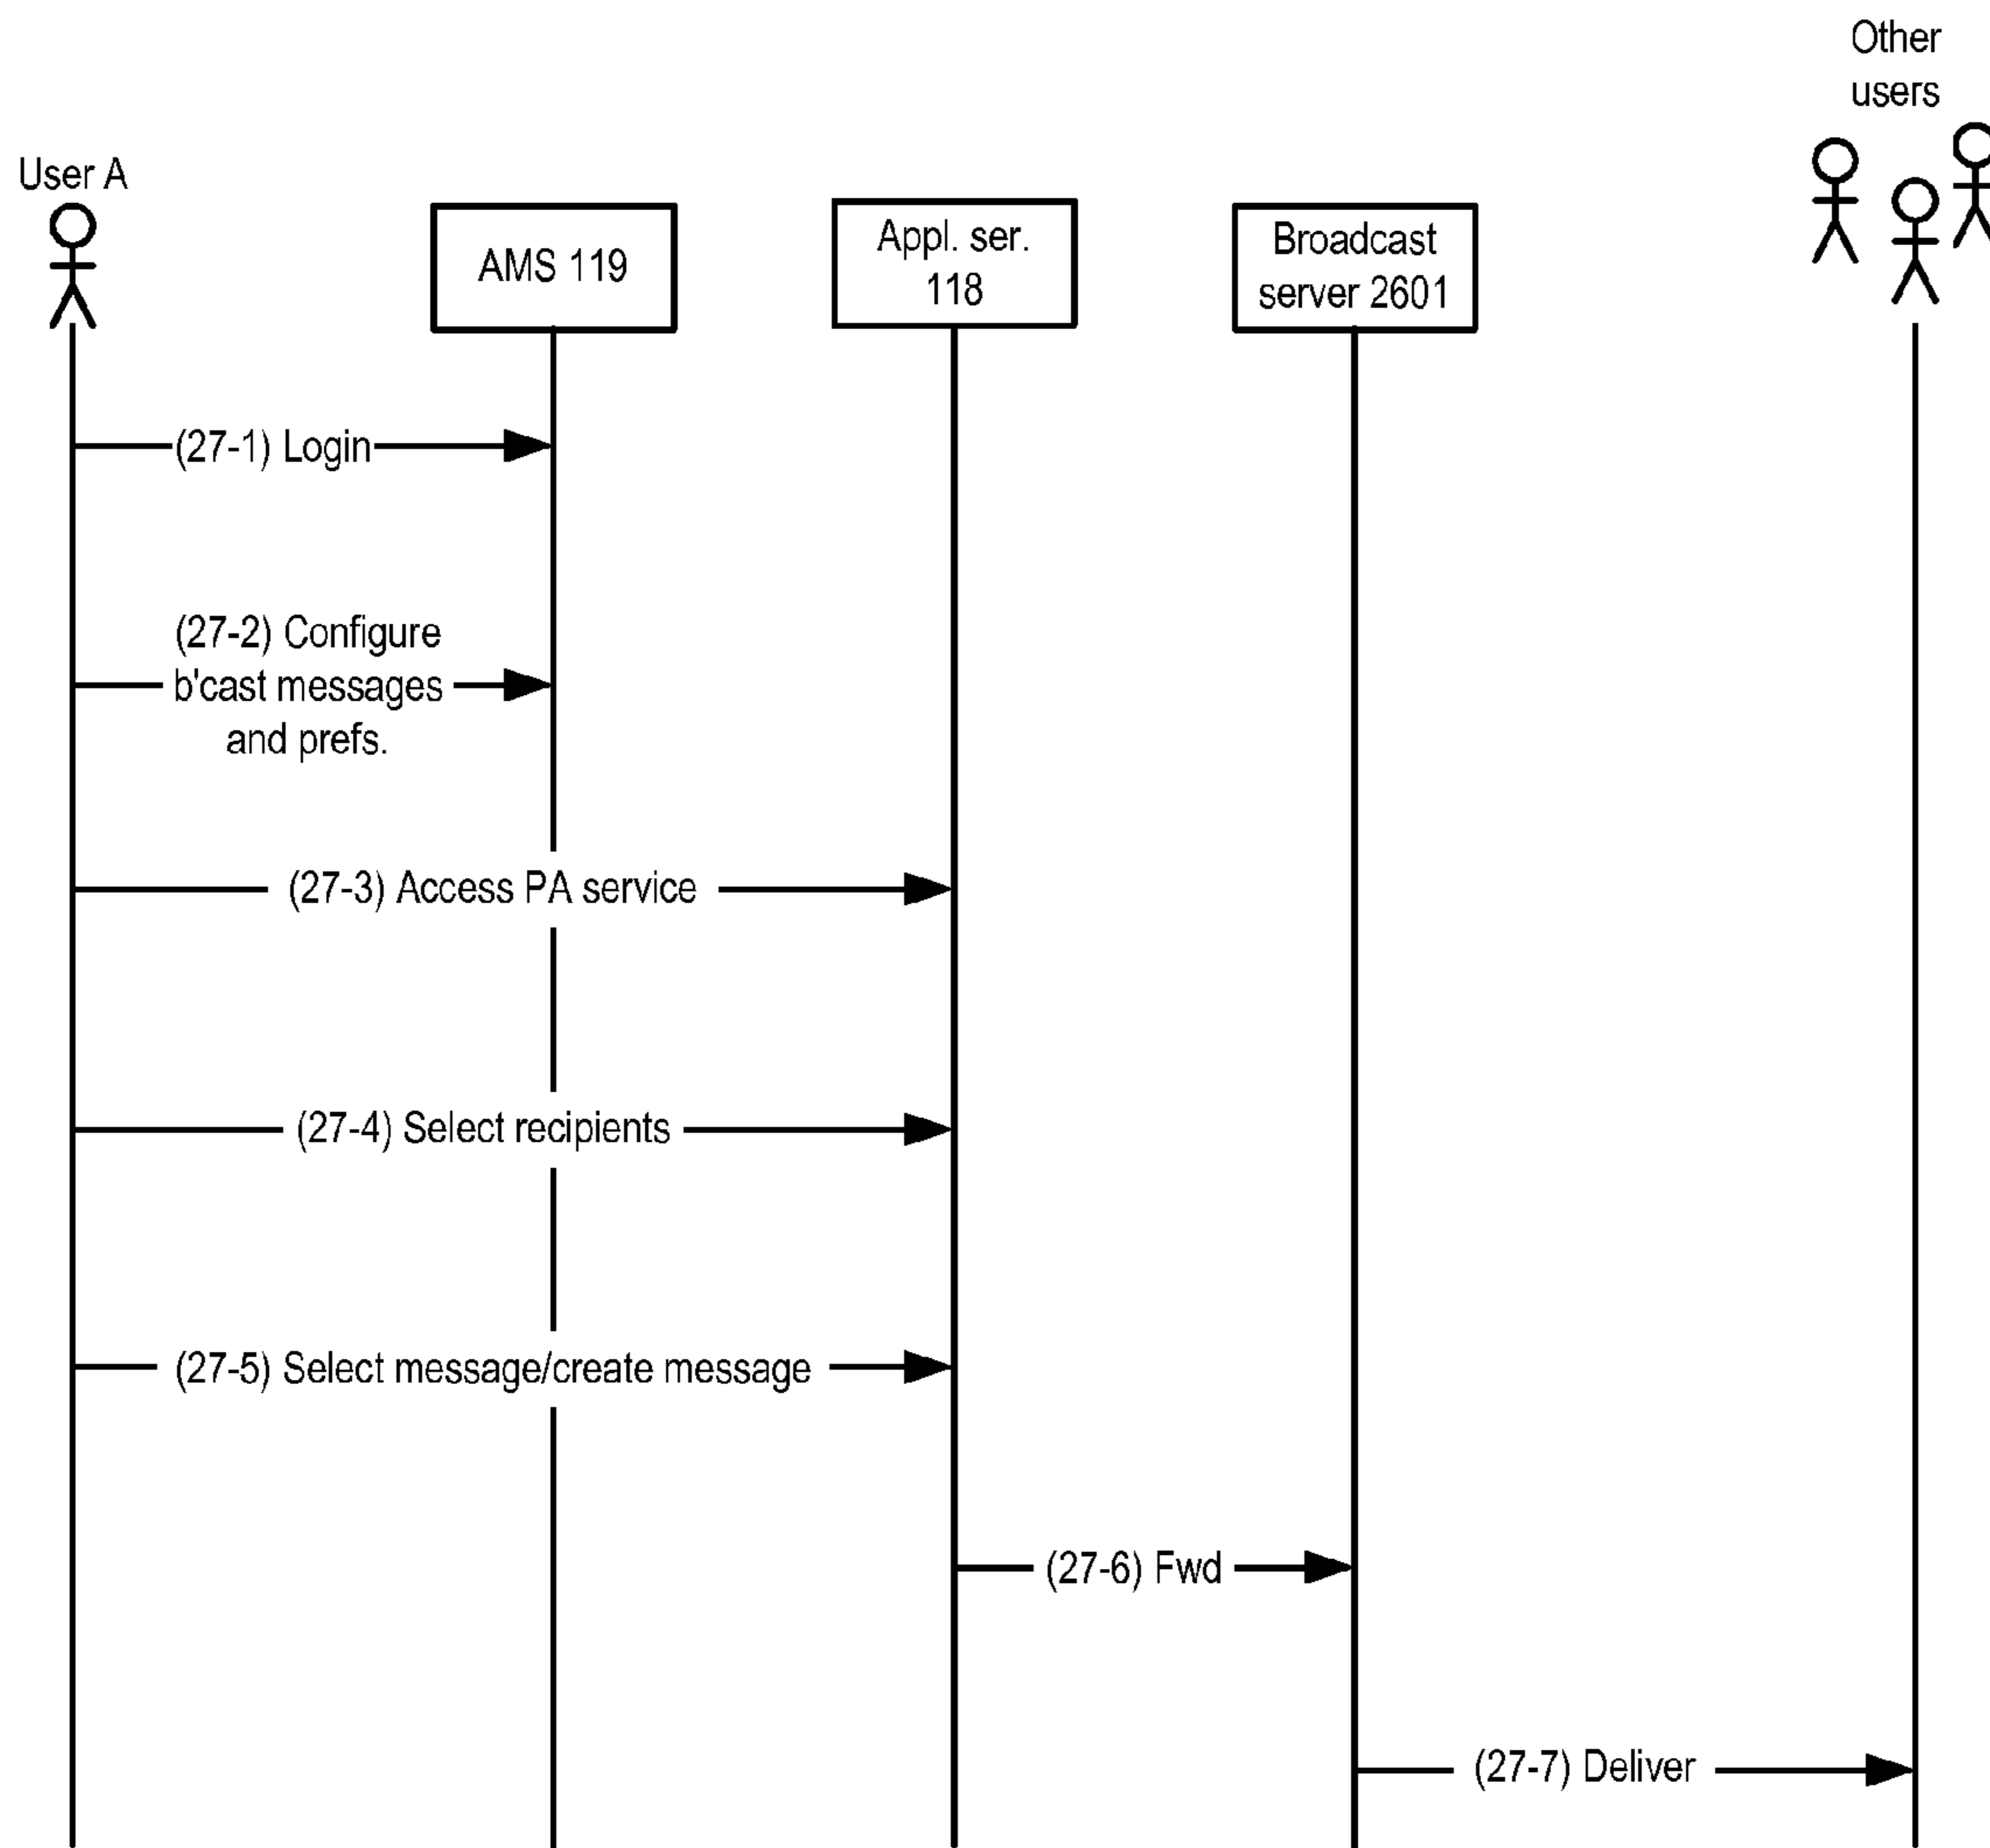 Other
users
User A
AMS 119
Appl. ser.
118
Broadcast
server 2601
(27-1) Login
(27-2) Configure
b'cast messages
and prefs.
(27-3) Access PA service
(27-4) Select recipients
(27-5) Select message/create message
(27-6) Fwd
(27-7) Deliver